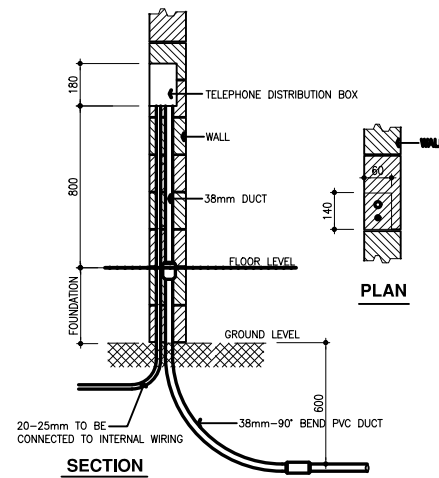 180
TELEPHONE DISTRIBUTION BOX
WALL
WALL
60
800
38mm DUCT
140
FLOOR LEVEL
PLAN
FOUNDATION
GROUND LEVEL
600
20-25mm TO BE
CONNECTED TO INTERNAL WIRING
38mm-90° BEND PVC DUCT
SECTION